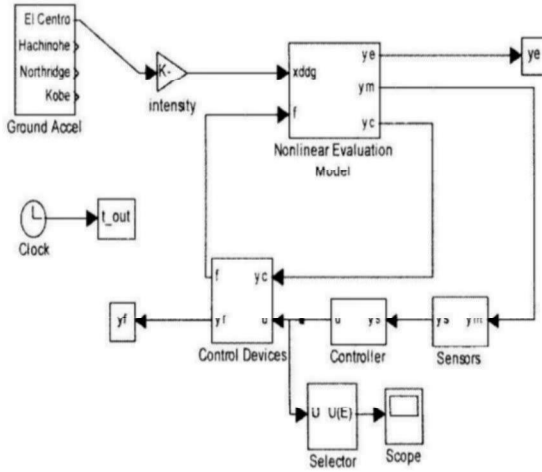 El Centro
Hachinohe
Northridge
Kobe
Ground Accel
K-
intensity
xddg
f
ye
ym
yc
Nonlinear Evaluation
Model
ye
Clock
t_out
f
yc
yf
u
Control Devices
yf
u
ys
Controller
ys
ym
Sensors
U U(E)
Selector
Scope